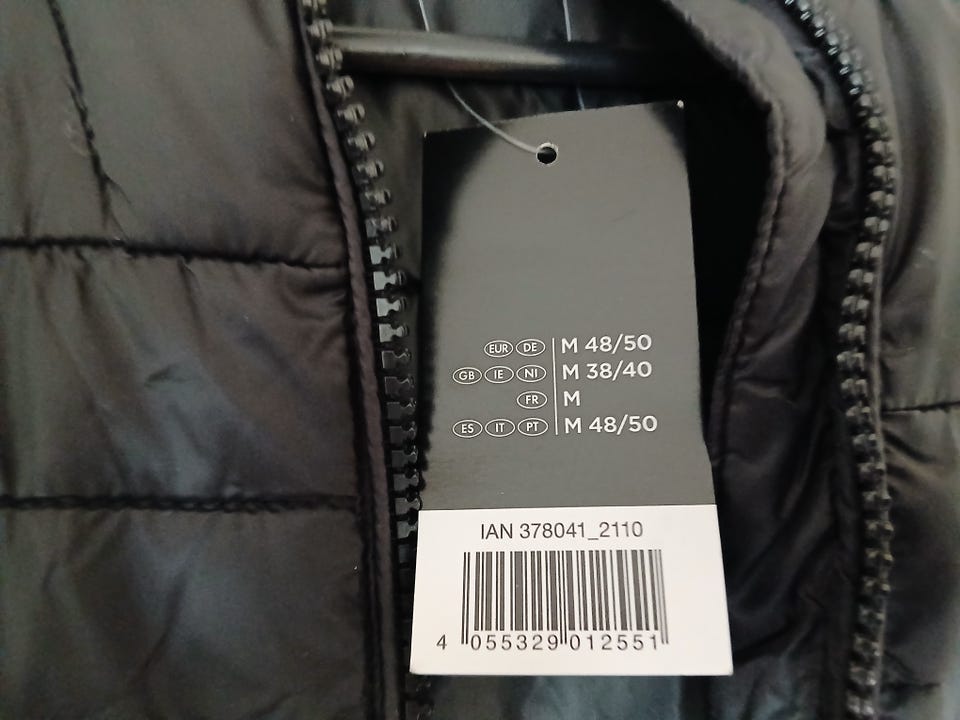 EUR DE M 48/50
GB IE NI M 38/40
FR M
ES IT PT M 48/50
IAN 378041_2110
4 055329 012551